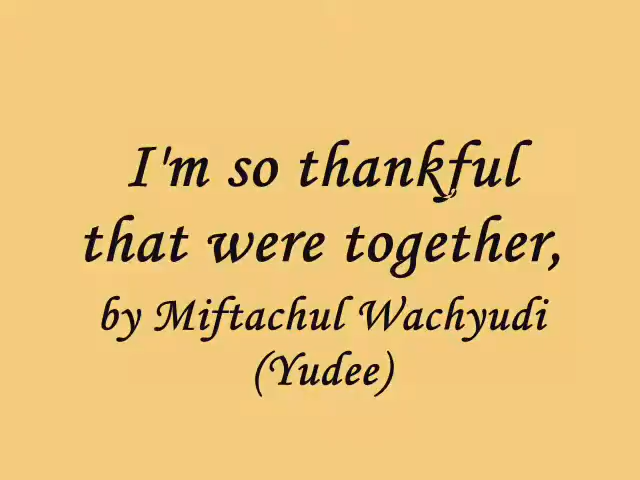 I'm so thankful
that were together,
by Miftachul Wachyudi
(Yudee)